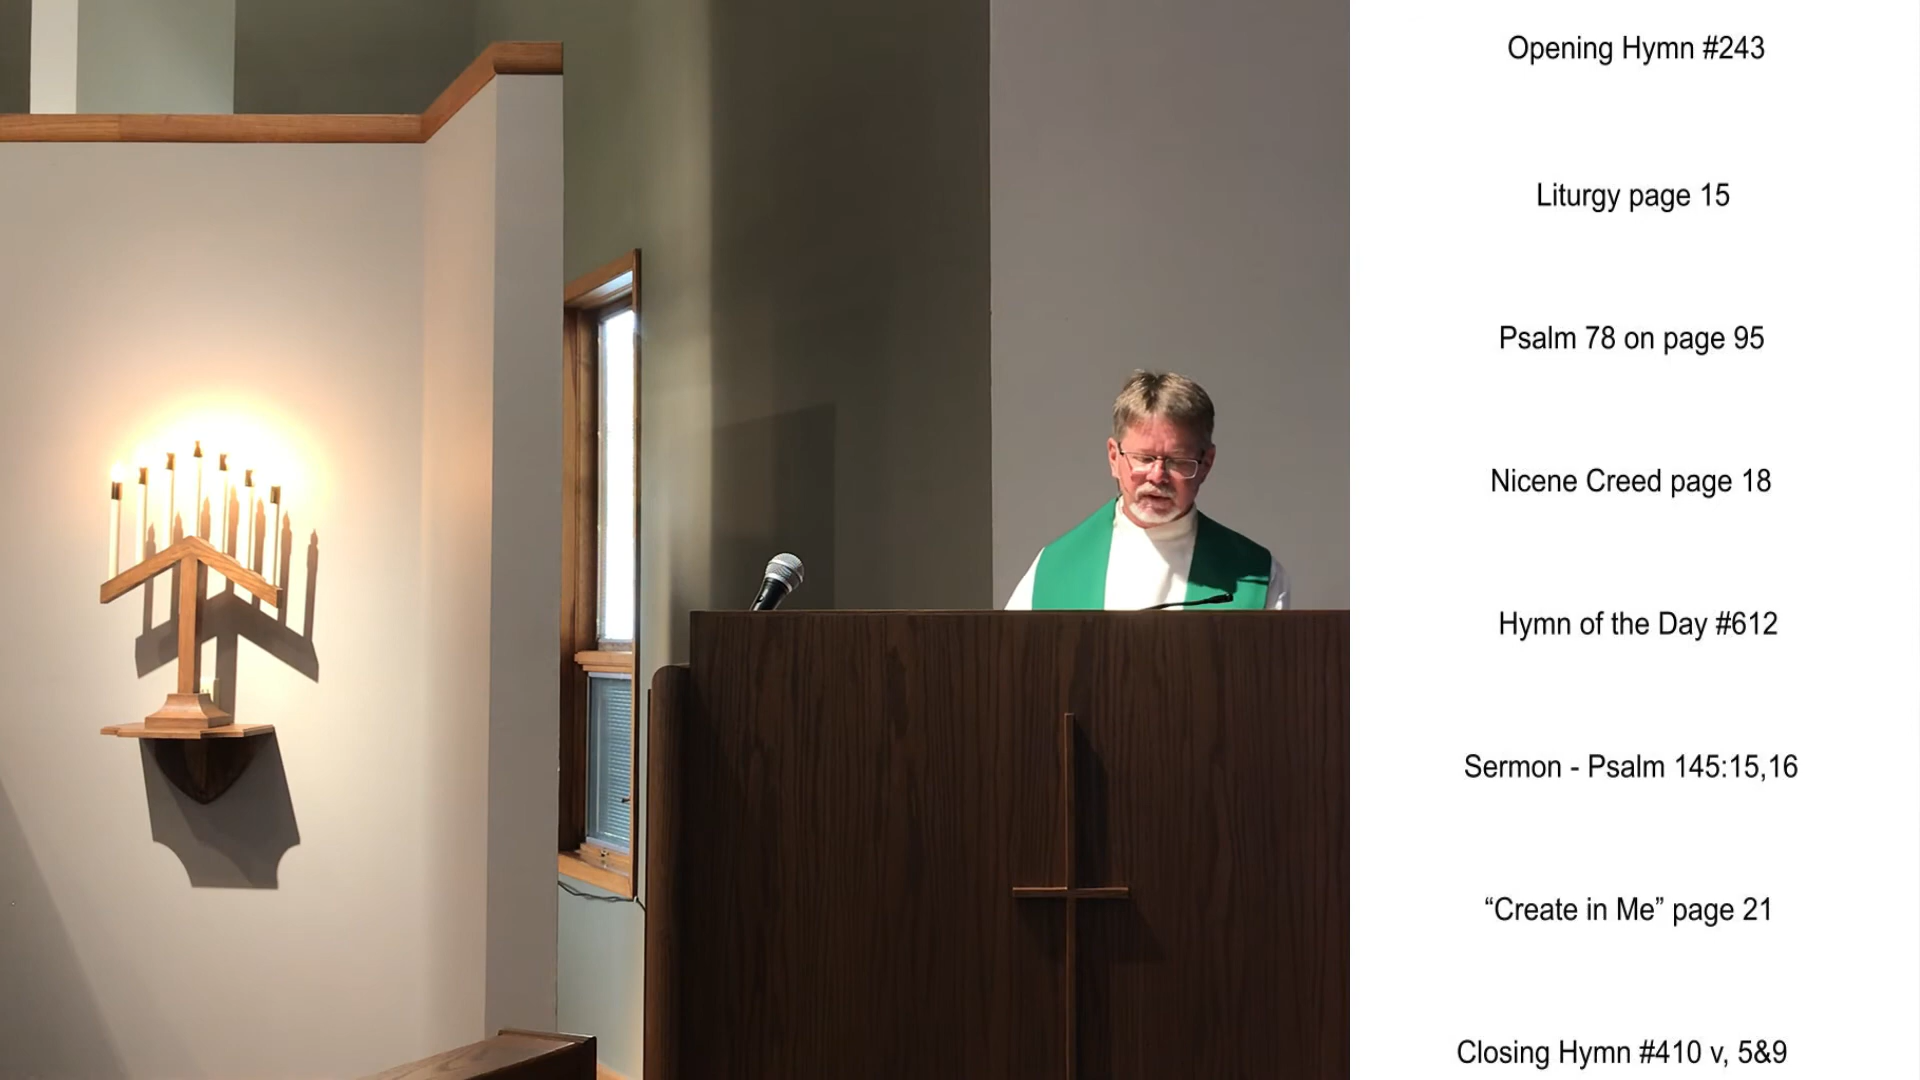 Opening Hymn #243
Liturgy page 15
Psalm 78 on page 95
Nicene Creed page 18
Hymn of the Day #612
Sermon - Psalm 145:15,16
“Create in Me” page 21
Closing Hymn #410 v, 5&9